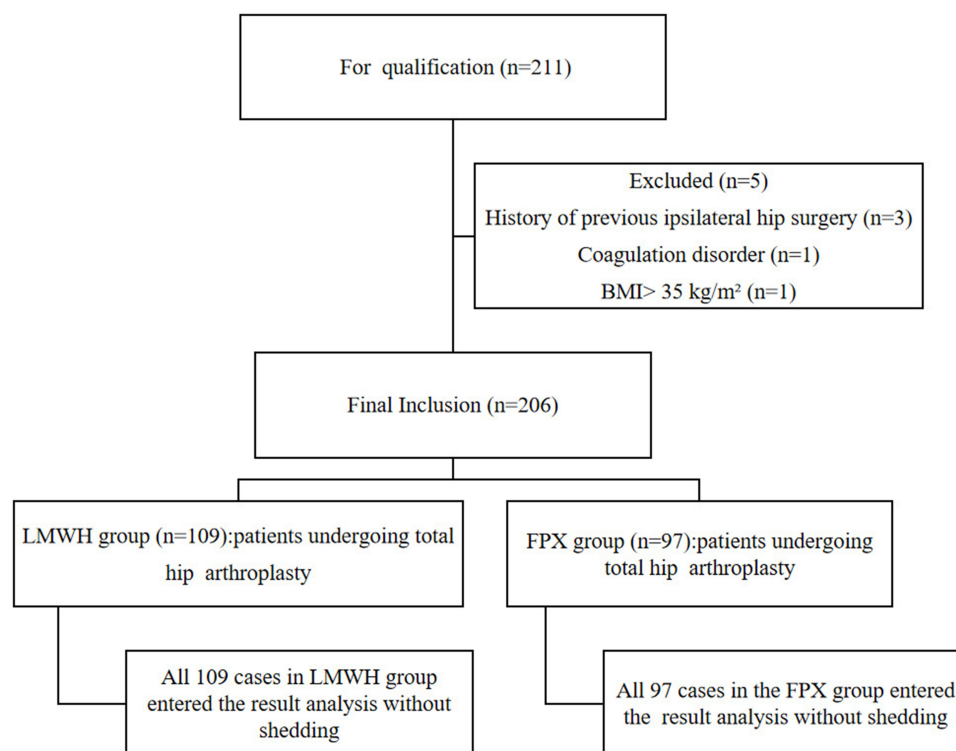 For qualification (n=211)
Excluded (n=5)
History of previous ipsilateral hip surgery (n=3)
Coagulation disorder (n=1)
BMI> 35 kg/m² (n=1)
Final Inclusion (n=206)
LMWH group (n=109):patients undergoing total
hip arthroplasty
FPX group (n=97):patients undergoing
total hip arthroplasty
All 109 cases in LMWH group
entered the result analysis without
shedding
All 97 cases in the FPX group entered
the result analysis without shedding